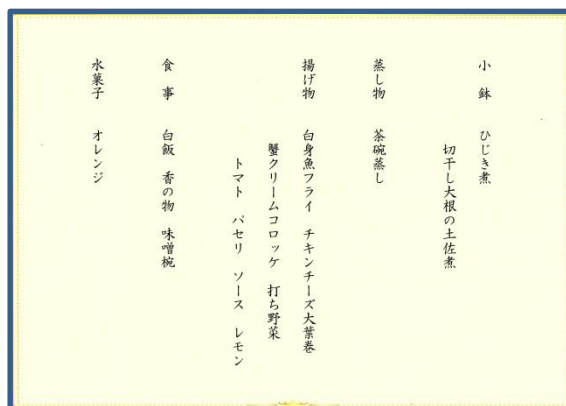 小鉢　ひじき煮
切干し大根の土佐煮
蒸し物　茶碗蒸し
揚げ物　白身魚フライ　チキンチーズ大葉巻
蟹クリームコロッケ　打ち野菜
トマト　パセリ　ソース　レモン
食事　白飯　香の物　味噌椀
水菓子　オレンジ